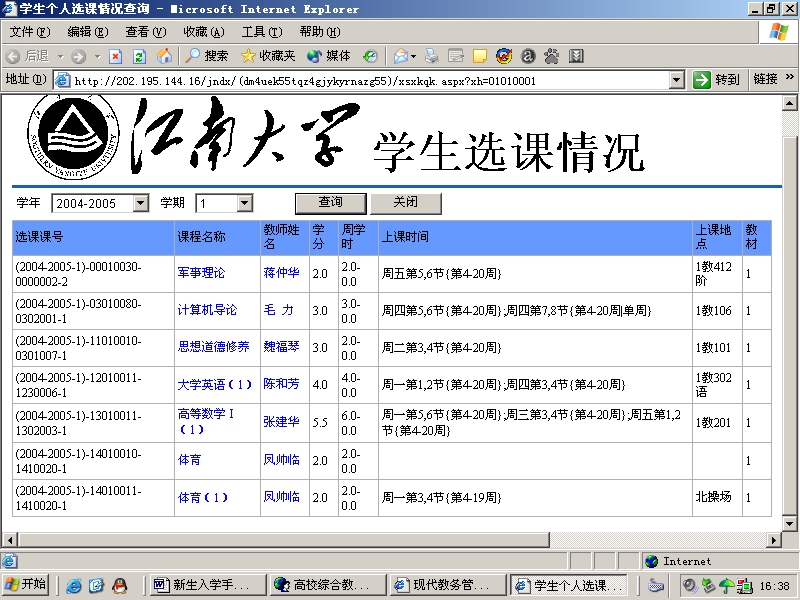 学生个人选课情况查询 - Microsoft Internet Explorer
文件(F) 编辑(E) 查看(V) 收藏(A) 工具(T) 帮助(H)
后退 搜索 收藏夹 媒体
地址(D) http://202.195.144.16/jndx/(dm4uek55tqz4gjykyrnazg55)/xsxkqk.aspx?xh=01010001 转到 链接 »
江南大学 学生选课情况
SOUTHERN YANGTZE UNIVERSITY
学年 2004-2005 学期 1 查询 关闭
选课课号 课程名称 教师姓名 学分 周学时 上课时间 上课地点 教材
(2004-2005-1)-00010030-0000002-2 军事理论 蒋仲华 2.0 2.0-0.0 周五第5,6节{第4-20周} 1教412阶 1
(2004-2005-1)-03010080-0302001-1 计算机导论 毛 力 3.0 3.0-0.0 周四第5,6节{第4-20周};周四第7,8节{第4-20周|单周} 1教106 1
(2004-2005-1)-11010010-0301007-1 思想道德修养 魏福琴 3.0 2.0-0.0 周二第3,4节{第4-20周} 1教101 1
(2004-2005-1)-12010011-1230006-1 大学英语（1） 陈和芳 4.0 4.0-0.0 周一第1,2节{第4-20周};周四第3,4节{第4-20周} 1教302语 1
(2004-2005-1)-13010011-1302003-1 高等数学Ⅰ（1） 张建华 5.5 6.0-0.0 周一第5,6节{第4-20周};周三第3,4节{第4-20周};周五第1,2节{第4-20周} 1教201 1
(2004-2005-1)-14010010-1410020-1 体育 凤帅临 2.0 2.0-0.0 1
(2004-2005-1)-14010011-1410020-1 体育（1） 凤帅临 2.0 2.0-0.0 周一第3,4节{第4-19周} 北操场 1
Internet
开始 新生入学手... 高校综合教... 现代教务管... 学生个人选课... 16:38